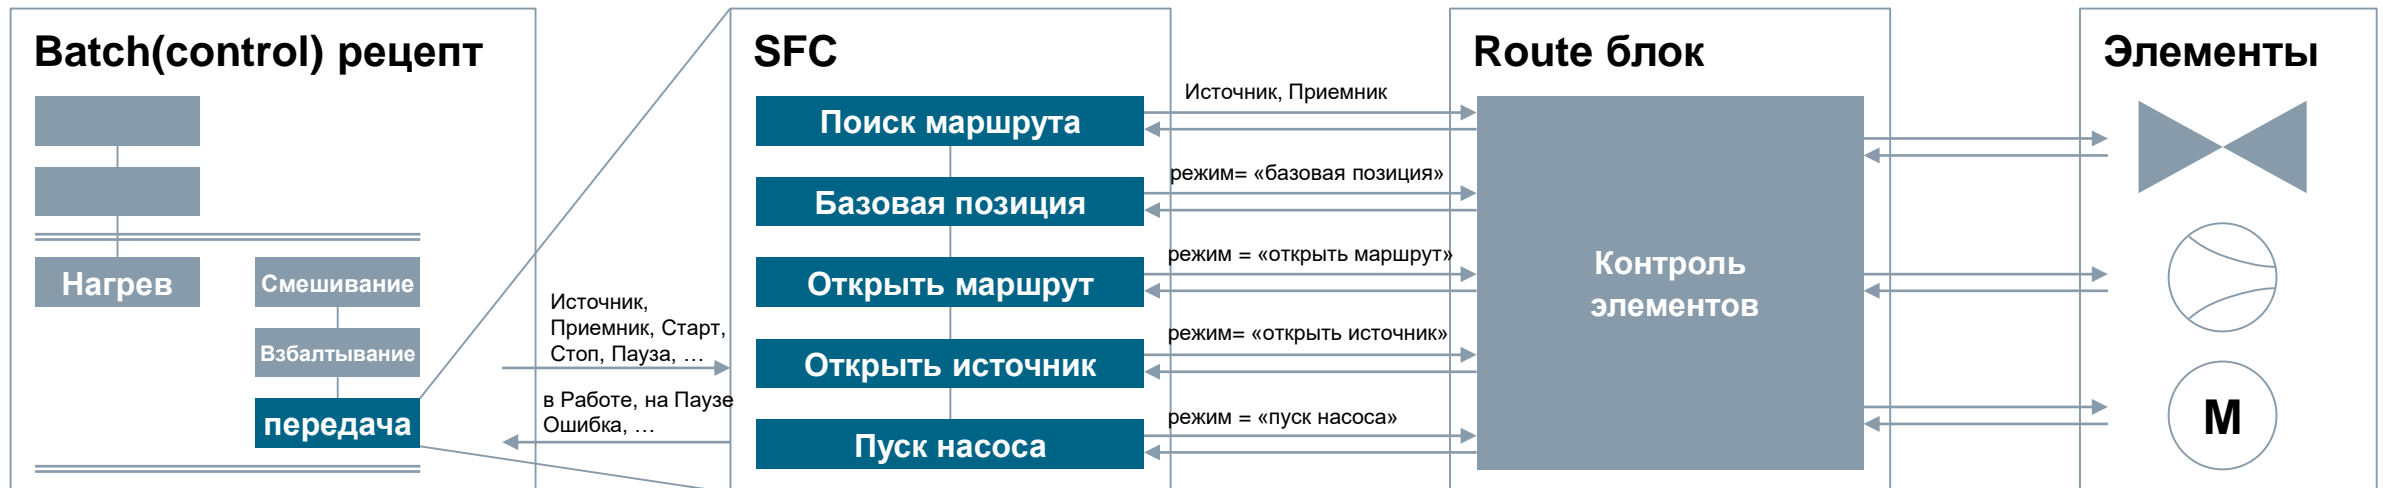 Batch(control) рецепт
Нагрев
Смешивание
Взбалтывание
передача
Источник,
Приемник, Старт,
Стоп, Пауза, …
в Работе, на Паузе
Ошибка, …
SFC
Поиск маршрута
Базовая позиция
Открыть маршрут
Открыть источник
Пуск насоса
Источник, Приемник
режим= «базовая позиция»
режим = «открыть маршрут»
режим= «открыть источник»
режим = «пуск насоса»
Route блок
Контроль
элементов
Элементы
M